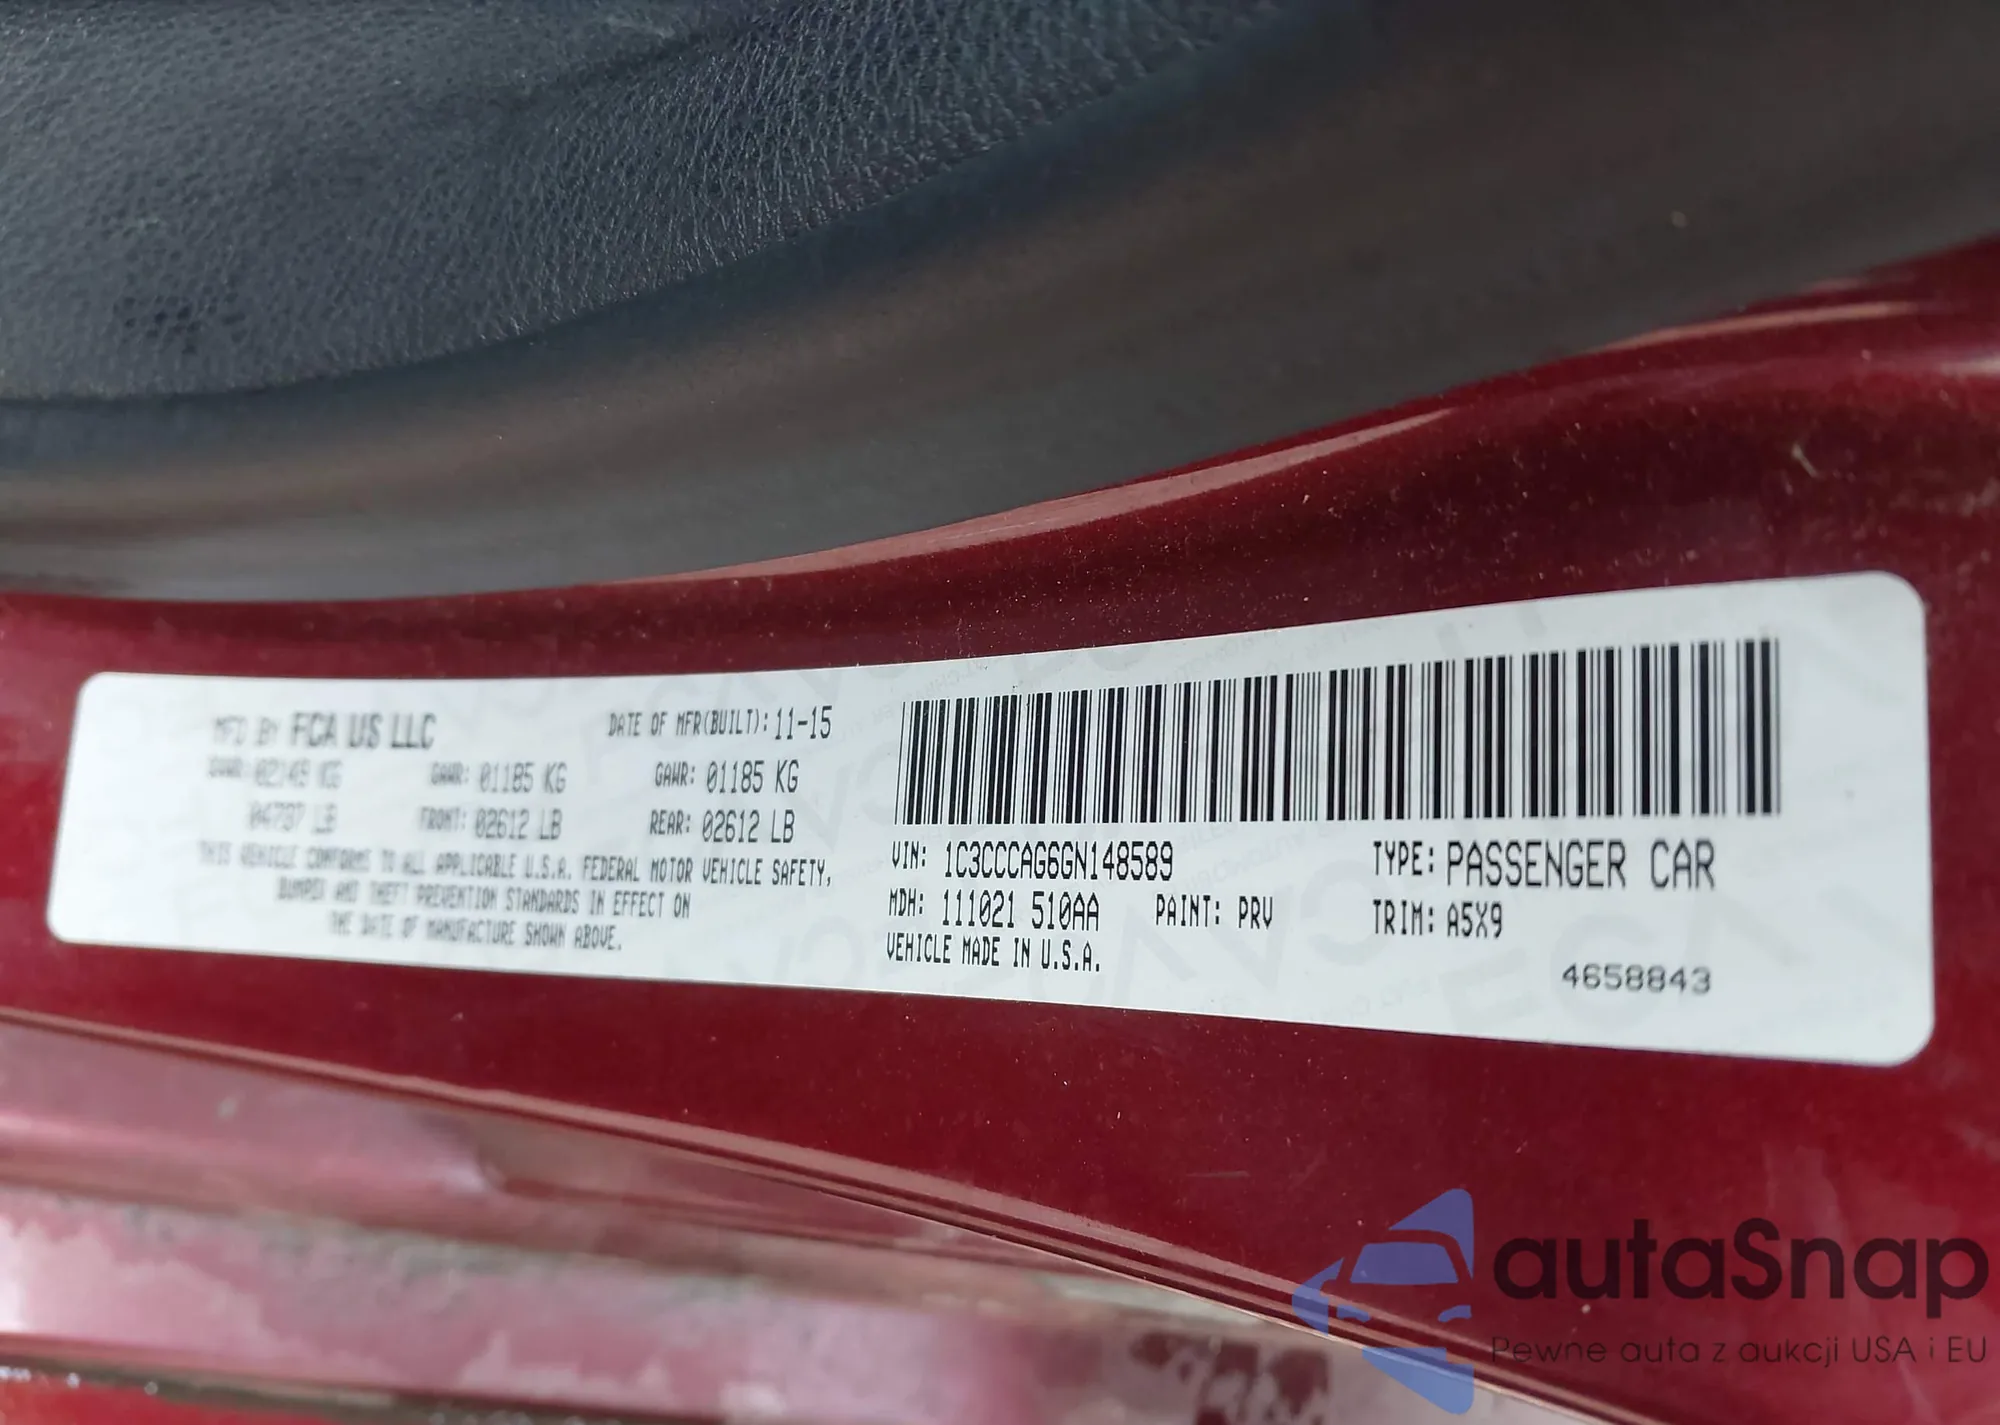 MFD BY FCA US LLC DATE OF MFR(BUILT): 11-15
GVWR: 02149 KG GAWR: 01185 KG GAWR: 01185 KG
04737 LB FRONT: 02612 LB REAR: 02612 LB
THIS VEHICLE CONFORMS TO ALL APPLICABLE U.S.A. FEDERAL MOTOR VEHICLE SAFETY,
BUMPER AND THEFT PREVENTION STANDARDS IN EFFECT ON
THE DATE OF MANUFACTURE SHOWN ABOVE.
VIN: 1C3CCCAG6GN148589 TYPE: PASSENGER CAR
MDH: 111021 510AA PAINT: PRV TRIM: A5X9
VEHICLE MADE IN U.S.A.
4658843
autaSnap
Pewne auta z aukcji USA i EU